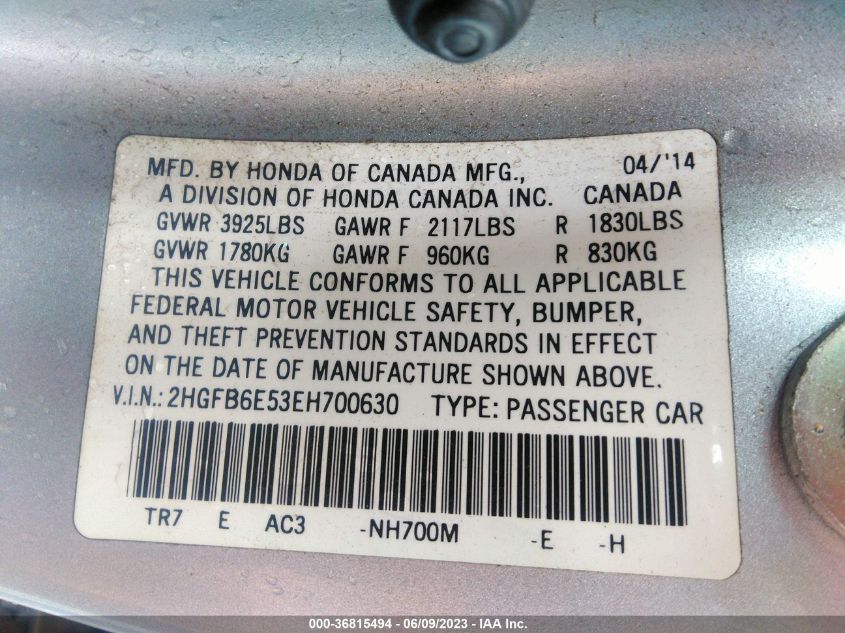 MFD. BY HONDA OF CANADA MFG., 04/'14
A DIVISION OF HONDA CANADA INC. CANADA
GVWR 3925LBS GAWR F 2117LBS R 1830LBS
GVWR 1780KG GAWR F 960KG R 830KG
THIS VEHICLE CONFORMS TO ALL APPLICABLE
FEDERAL MOTOR VEHICLE SAFETY, BUMPER,
AND THEFT PREVENTION STANDARDS IN EFFECT
ON THE DATE OF MANUFACTURE SHOWN ABOVE.
V.I.N.: 2HGFB6E53EH700630 TYPE: PASSENGER CAR
TR7 E AC3 -NH700M -E -H
000-36815494 - 06/09/2023 - IAA Inc.